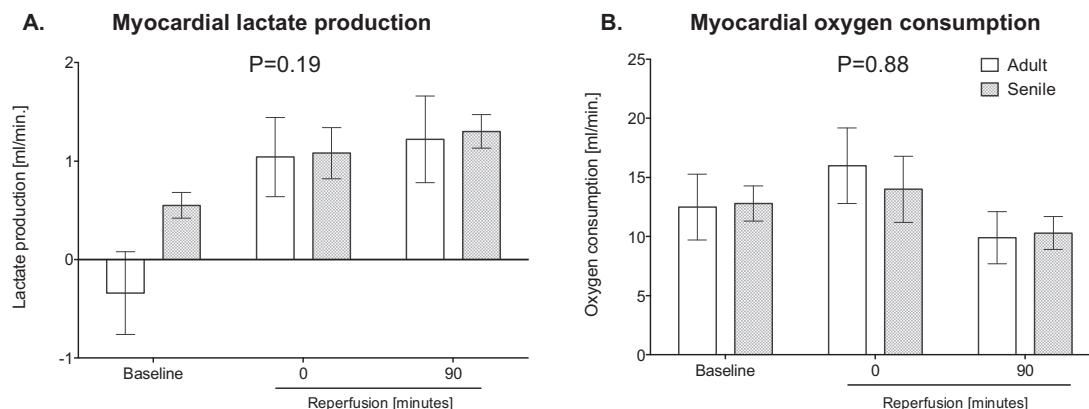 A. Myocardial lactate production
P=0.19
Lactate production [ml/min.]
2
1
0
-1
Baseline 0 90
Reperfusion [minutes]
B. Myocardial oxygen consumption
P=0.88
Adult
Senile
Oxygen consumption [ml/min.]
25
20
15
10
5
0
Baseline 0 90
Reperfusion [minutes]